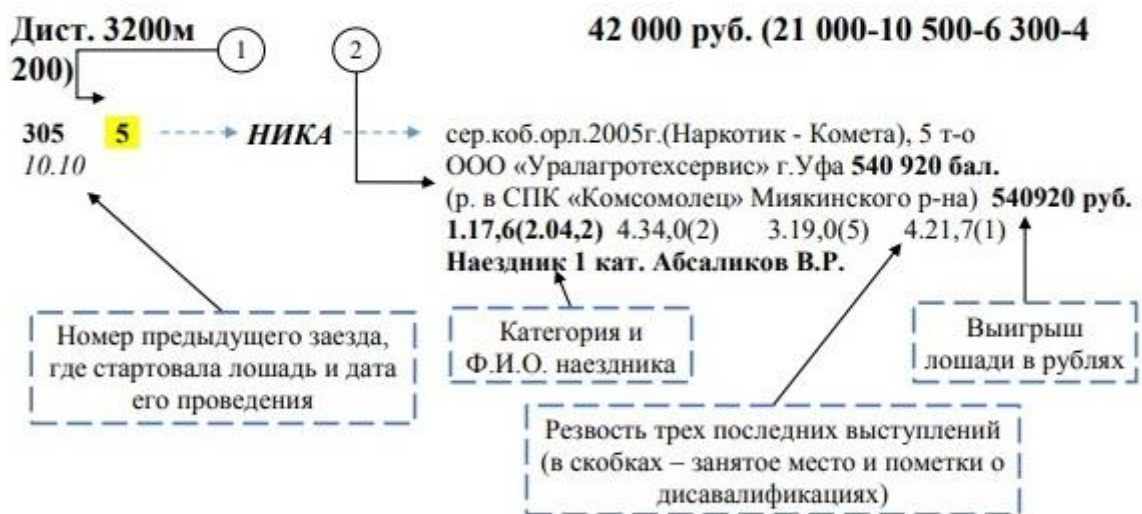 Дист. 3200м
42 000 руб. (21 000-10 500-6 300-4
200)
1
2
305 5 НИКА сер.коб.орл.2005г.(Наркотик - Комета), 5 т-о
10.10 ООО «Уралагротехсервис» г.Уфа 540 920 бал.
(р. в СПК «Комсомолец» Миякинского р-на) 540920 руб.
1.17,6(2.04,2) 4.34,0(2) 3.19,0(5) 4.21,7(1)
Наездник 1 кат. Абсаликов В.Р.
Номер предыдущего заезда,
где стартовала лошадь и дата
его проведения
Категория и
Ф.И.О. наездника
Выигрыш
лошади в рублях
Резвость трех последних выступлений
(в скобках – занятое место и пометки о
дисавалификациях)